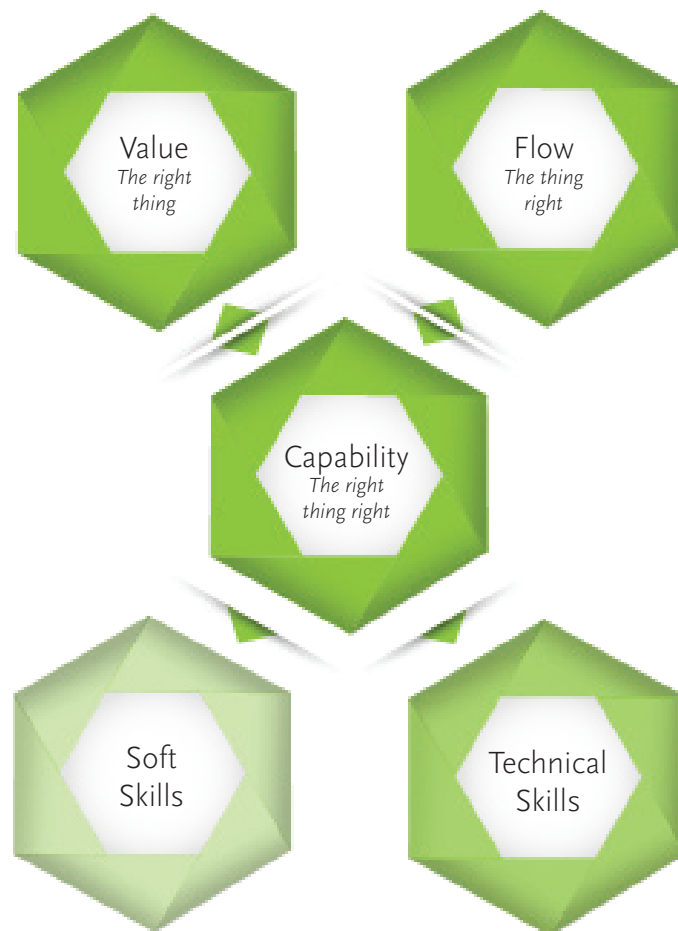 Value
The right
thing
Flow
The thing
right
Capability
The right
thing right
Soft
Skills
Technical
Skills